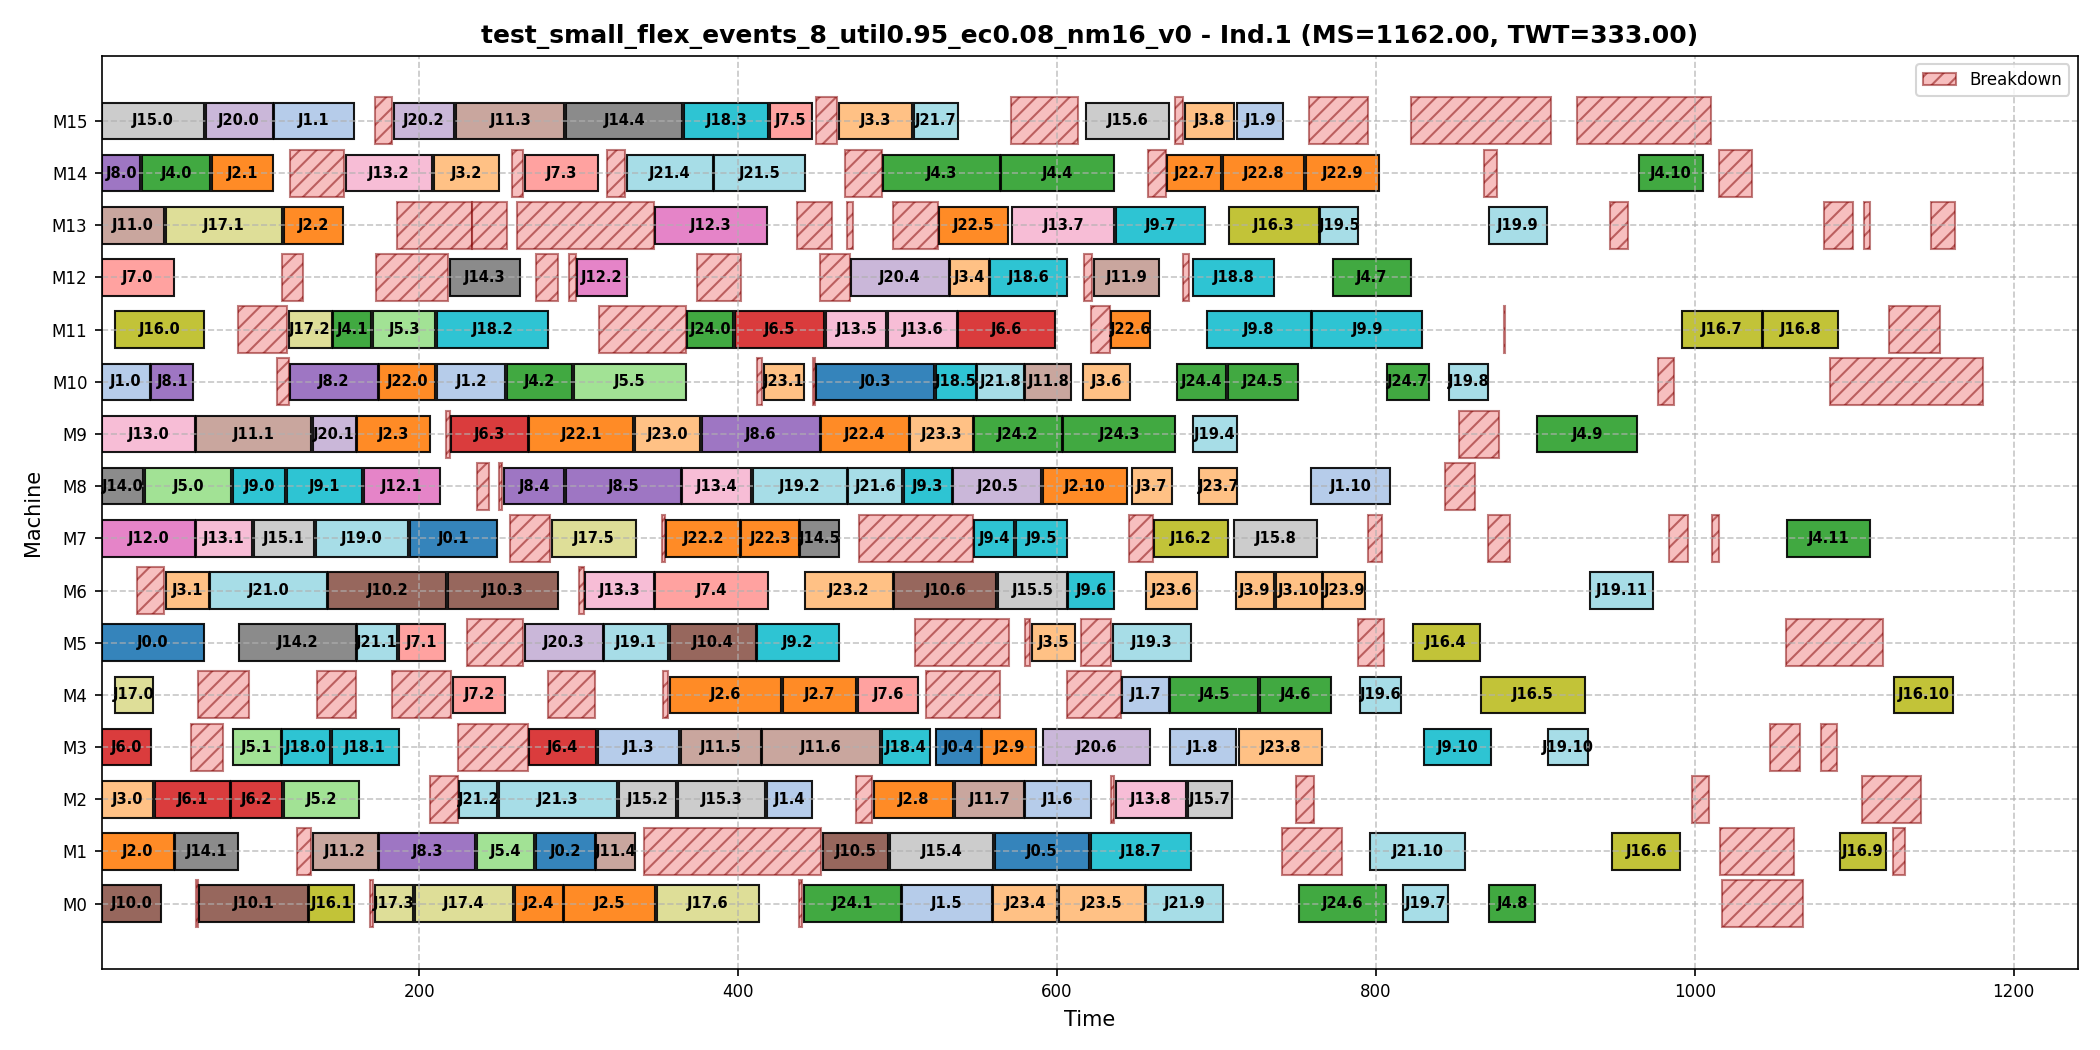 test_small_flex_events_8_util0.95_ec0.08_nm16_v0 - Ind.1 (MS=1162.00, TWT=333.00)
Breakdown
M15 J15.0 J20.0 J1.1 J20.2 J11.3 J14.4 J18.3 J7.5 J3.3 J21.7 J15.6 J3.8 J1.9
M14 J8.0 J4.0 J2.1 J13.2 J3.2 J7.3 J21.4 J21.5 J4.3 J4.4 J22.7 J22.8 J22.9 J4.10
M13 J11.0 J17.1 J2.2 J12.3 J22.5 J13.7 J9.7 J16.3 J19.5 J19.9
M12 J7.0 J14.3 J12.2 J20.4 J3.4 J18.6 J11.9 J18.8 J4.7
M11 J16.0 J17.2 J4.1 J5.3 J18.2 J24.0 J6.5 J13.5 J13.6 J6.6 J22.6 J9.8 J9.9 J16.7 J16.8
M10 J1.0 J8.1 J8.2 J22.0 J1.2 J4.2 J5.5 J23.1 J0.3 J18.5 J21.8 J11.8 J3.6 J24.4 J24.5 J24.7 J19.8
M9 J13.0 J11.1 J20.1 J2.3 J6.3 J22.1 J23.0 J8.6 J22.4 J23.3 J24.2 J24.3 J19.4 J4.9
M8 J14.0 J5.0 J9.0 J9.1 J12.1 J8.4 J8.5 J13.4 J19.2 J21.6 J9.3 J20.5 J2.10 J3.7 J23.7 J1.10
M7 J12.0 J13.1 J15.1 J19.0 J0.1 J17.5 J22.2 J22.3 J14.5 J9.4 J9.5 J16.2 J15.8 J4.11
M6 J3.1 J21.0 J10.2 J10.3 J13.3 J7.4 J23.2 J10.6 J15.5 J9.6 J23.6 J3.9 J3.10 J23.9 J19.11
M5 J0.0 J14.2 J21.1 J7.1 J20.3 J19.1 J10.4 J9.2 J3.5 J19.3 J16.4
M4 J17.0 J7.2 J2.6 J2.7 J7.6 J1.7 J4.5 J4.6 J19.6 J16.5 J16.10
M3 J6.0 J5.1 J18.0 J18.1 J6.4 J1.3 J11.5 J11.6 J18.4 J0.4 J2.9 J20.6 J1.8 J23.8 J9.10 J19.10
M2 J3.0 J6.1 J6.2 J5.2 J21.2 J21.3 J15.2 J15.3 J1.4 J2.8 J11.7 J1.6 J13.8 J15.7
M1 J2.0 J14.1 J11.2 J8.3 J5.4 J0.2 J11.4 J10.5 J15.4 J0.5 J18.7 J21.10 J16.6 J16.9
M0 J10.0 J10.1 J16.1 J17.3 J17.4 J2.4 J2.5 J17.6 J24.1 J1.5 J23.4 J23.5 J21.9 J24.6 J19.7 J4.8
200 400 600 800 1000 1200
Time
Machine